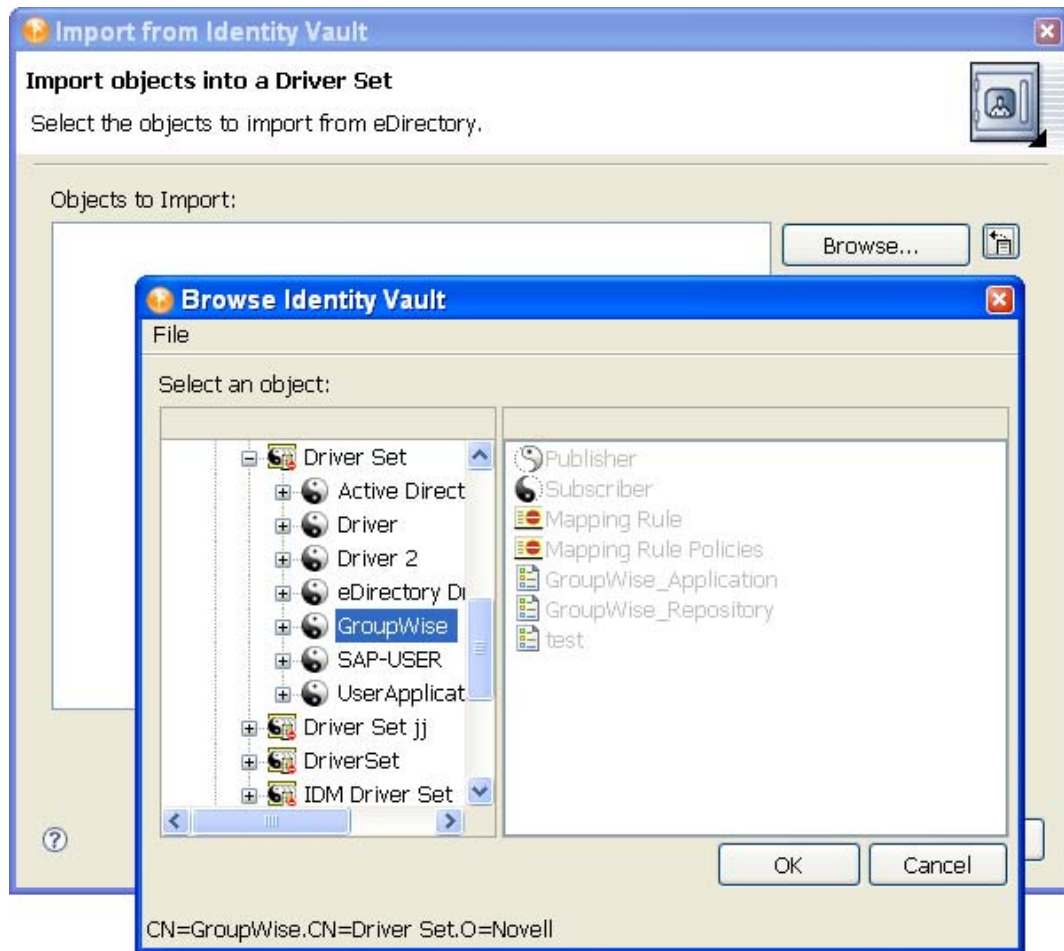 Import from Identity Vault
Import objects into a Driver Set
Select the objects to import from eDirectory.
Objects to Import:
Browse...
Browse Identity Vault
File
Select an object:
Driver Set
Active Direct
Driver
Driver 2
eDirectory Dr
GroupWise
SAP-USER
UserApplicat
Driver Set jj
DriverSet
IDM Driver Set
Publisher
Subscriber
Mapping Rule
Mapping Rule Policies
GroupWise_Application
GroupWise_Repository
test
OK
Cancel
CN=GroupWise.CN=Driver Set.O=Novell